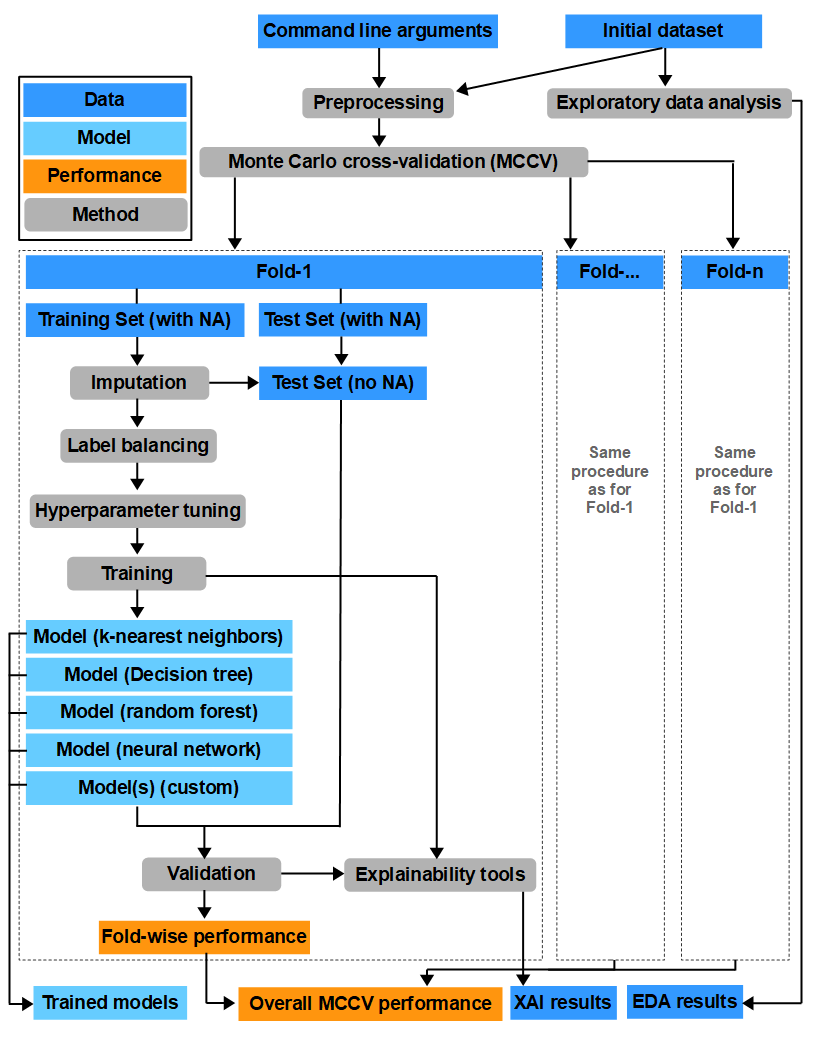 Command line arguments
Initial dataset
Data
Model
Performance
Method
Preprocessing
Exploratory data analysis
Monte Carlo cross-validation (MCCV)
Fold-1
Fold-...
Fold-n
Training Set (with NA)
Test Set (with NA)
Imputation
Test Set (no NA)
Label balancing
Hyperparameter tuning
Training
Same
procedure
as for
Fold-1
Same
procedure
as for
Fold-1
Model (k-nearest neighbors)
Model (Decision tree)
Model (random forest)
Model (neural network)
Model(s) (custom)
Validation
Explainability tools
Fold-wise performance
Trained models
Overall MCCV performance
XAI results
EDA results